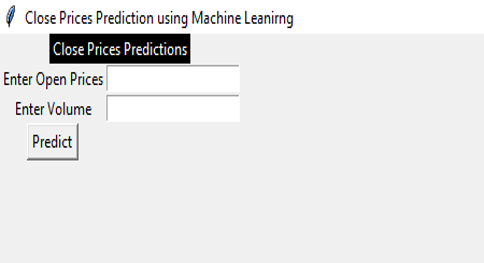 Close Prices Prediction using Machine Leanirng
Close Prices Predictions
Enter Open Prices
Enter Volume
Predict